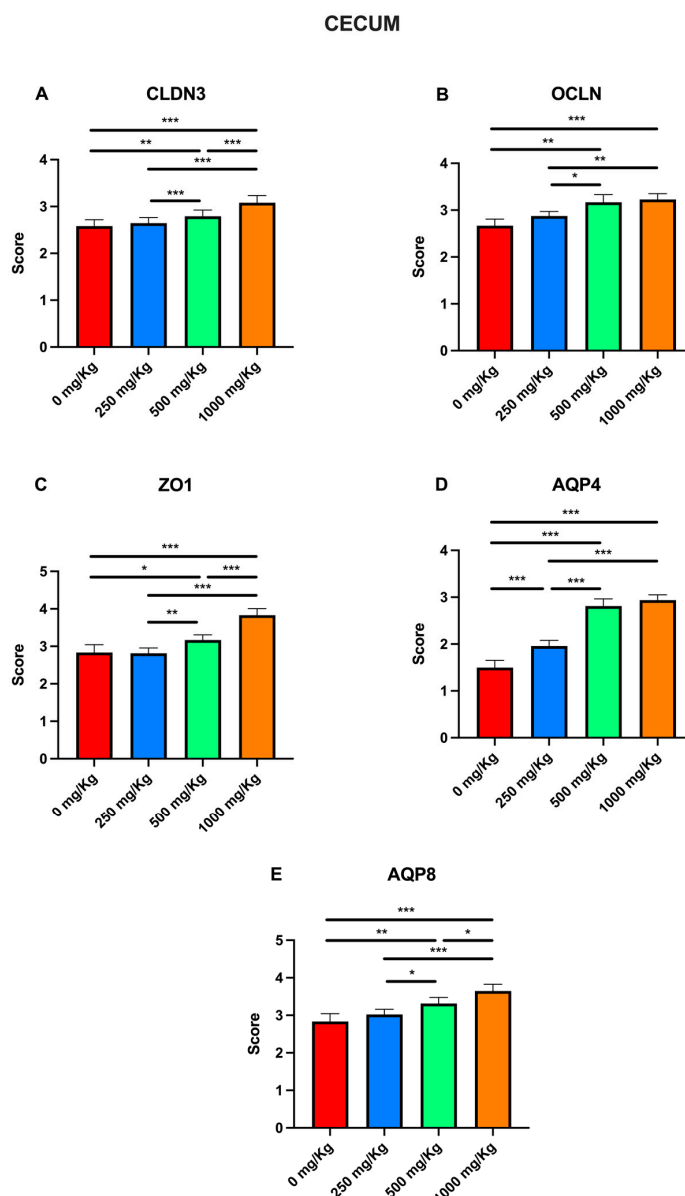 CECUM
A CLDN3
***
** ***
***
***
4
3
2
1
0
Score
0 mg/Kg
250 mg/Kg
500 mg/Kg
1000 mg/Kg
B OCLN
***
**
**
*
4
3
2
1
0
Score
0 mg/Kg
250 mg/Kg
500 mg/Kg
1000 mg/Kg
C ZO1
***
* ***
***
**
5
4
3
2
1
0
Score
0 mg/Kg
250 mg/Kg
500 mg/Kg
1000 mg/Kg
D AQP4
***
***
***
*** ***
4
3
2
1
0
Score
0 mg/Kg
250 mg/Kg
500 mg/Kg
1000 mg/Kg
E AQP8
***
** *
***
*
5
4
3
2
1
0
Score
0 mg/Kg
250 mg/Kg
500 mg/Kg
1000 mg/Kg